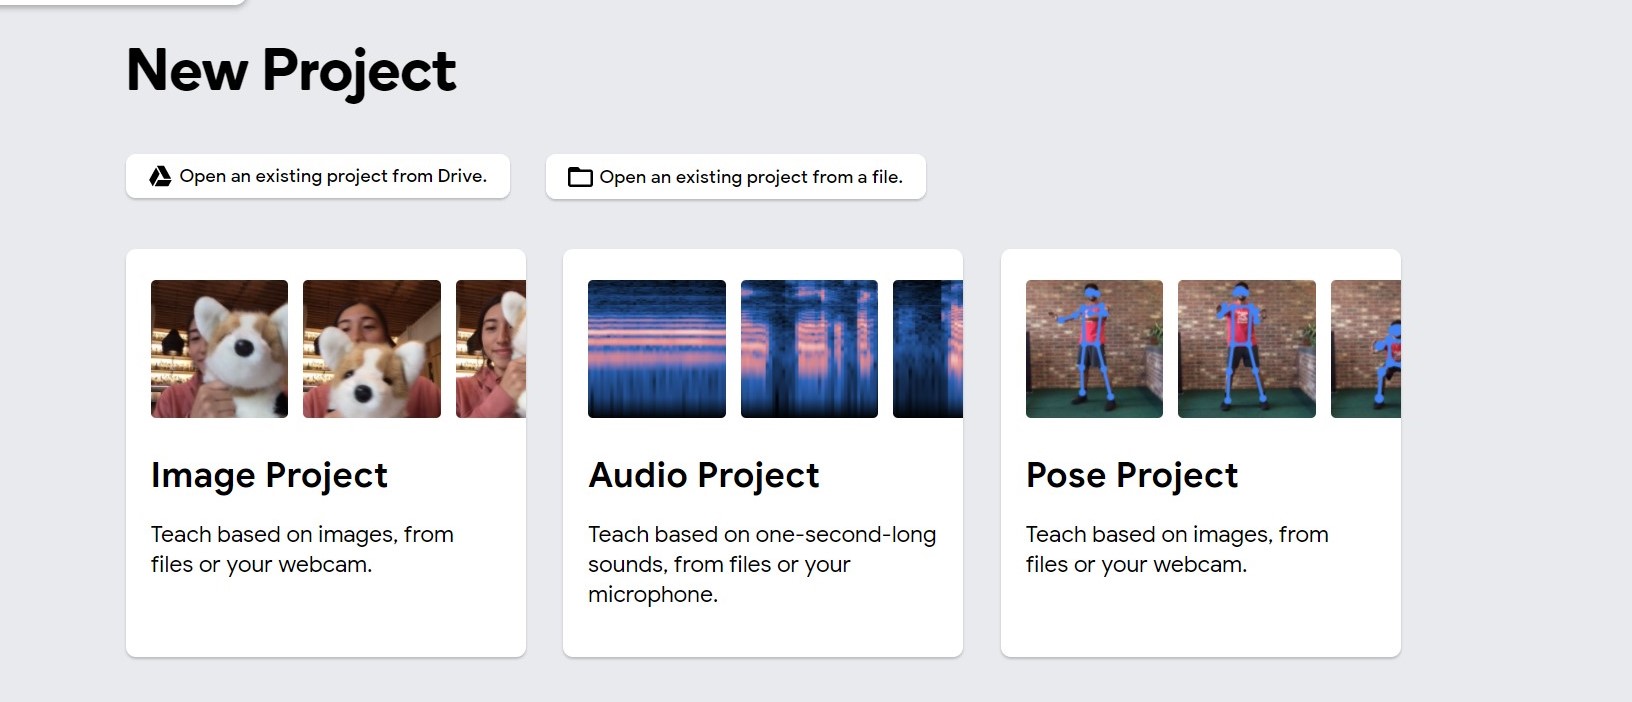 New Project
Open an existing project from Drive.
Open an existing project from a file.
Image Project
Teach based on images, from
files or your webcam.
Audio Project
Teach based on one-second-long
sounds, from files or your
microphone.
Pose Project
Teach based on images, from
files or your webcam.